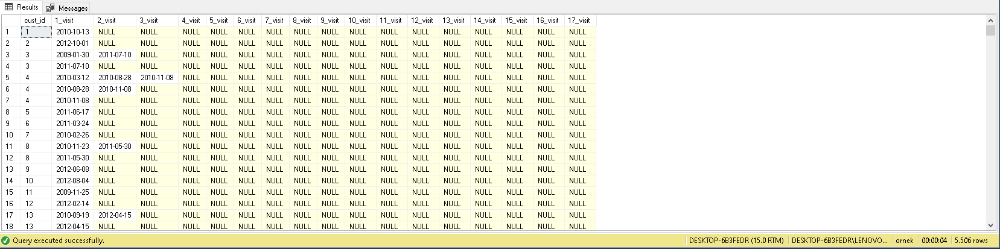 Results Messages
cust_id 1_visit 2_visit 3_visit 4_visit 5_visit 6_visit 7_visit 8_visit 9_visit 10_visit 11_visit 12_visit 13_visit 14_visit 15_visit 16_visit 17_visit
1 1 2010-10-13 NULL NULL NULL NULL NULL NULL NULL NULL NULL NULL NULL NULL NULL NULL NULL NULL
2 2 2012-10-01 NULL NULL NULL NULL NULL NULL NULL NULL NULL NULL NULL NULL NULL NULL NULL NULL
3 3 2009-01-30 2011-07-10 NULL NULL NULL NULL NULL NULL NULL NULL NULL NULL NULL NULL NULL NULL NULL
4 3 2011-07-10 NULL NULL NULL NULL NULL NULL NULL NULL NULL NULL NULL NULL NULL NULL NULL NULL
5 4 2010-03-12 2010-08-28 2010-11-08 NULL NULL NULL NULL NULL NULL NULL NULL NULL NULL NULL NULL NULL NULL
6 4 2010-08-28 2010-11-08 NULL NULL NULL NULL NULL NULL NULL NULL NULL NULL NULL NULL NULL NULL NULL
7 4 2010-11-08 NULL NULL NULL NULL NULL NULL NULL NULL NULL NULL NULL NULL NULL NULL NULL NULL
8 5 2011-06-17 NULL NULL NULL NULL NULL NULL NULL NULL NULL NULL NULL NULL NULL NULL NULL NULL
9 6 2011-03-24 NULL NULL NULL NULL NULL NULL NULL NULL NULL NULL NULL NULL NULL NULL NULL NULL
10 7 2010-02-26 NULL NULL NULL NULL NULL NULL NULL NULL NULL NULL NULL NULL NULL NULL NULL NULL
11 8 2010-11-23 2011-05-30 NULL NULL NULL NULL NULL NULL NULL NULL NULL NULL NULL NULL NULL NULL NULL
12 8 2011-05-30 NULL NULL NULL NULL NULL NULL NULL NULL NULL NULL NULL NULL NULL NULL NULL NULL
13 9 2012-06-08 NULL NULL NULL NULL NULL NULL NULL NULL NULL NULL NULL NULL NULL NULL NULL NULL
14 10 2012-08-04 NULL NULL NULL NULL NULL NULL NULL NULL NULL NULL NULL NULL NULL NULL NULL NULL
15 11 2009-11-25 NULL NULL NULL NULL NULL NULL NULL NULL NULL NULL NULL NULL NULL NULL NULL NULL
16 12 2012-02-14 NULL NULL NULL NULL NULL NULL NULL NULL NULL NULL NULL NULL NULL NULL NULL NULL
17 13 2010-09-19 2012-04-15 NULL NULL NULL NULL NULL NULL NULL NULL NULL NULL NULL NULL NULL NULL NULL
18 13 2012-04-15 NULL NULL NULL NULL NULL NULL NULL NULL NULL NULL NULL NULL NULL NULL NULL NULL
Query executed successfully. DESKTOP-6B3FEDR (15.0 RTM) DESKTOP-6B3FEDR\LENOVO... ornek 00:00:04 5.506 rows